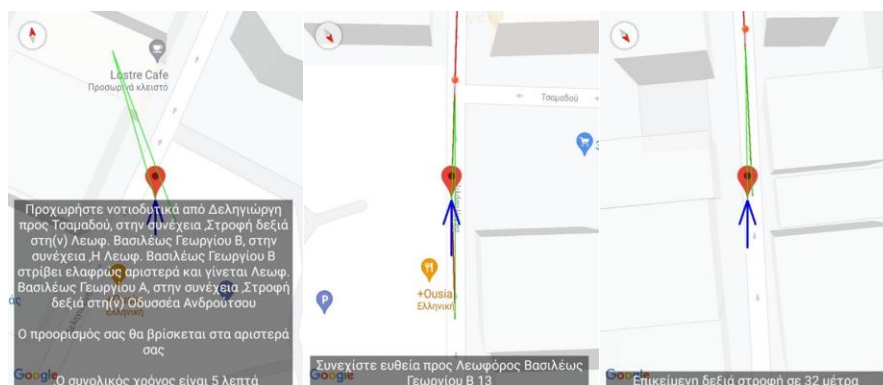 Lostre Cafe
Προσωρινά κλειστό
Προχωρήστε νοτιοδυτικά από Δεληγιώργη
προς Τσαμαδού, στην συνέχεια ,Στροφή δεξιά
στη(ν) Λεωφ. Βασιλέως Γεωργίου Β, στην
συνέχεια ,Η Λεωφ. Βασιλέως Γεωργίου Β
στρίβει ελαφρώς αριστερά και γίνεται Λεωφ.
Βασιλέως Γεωργίου Α, στην συνέχεια ,Στροφή
δεξιά στη(ν) Οδυσσέα Ανδρούτσου
Ο προορισμός σας θα βρίσκεται στα αριστερά
σας
Ο συνολικός χρόνος είναι 5 λεπτά
Google
Τσαμαδού
+Ousia
Ελληνική
P
Συνεχίστε ευθεία προς Λεωφόρος Βασιλέως
Γεωργίου Β 13
Google
Επικείμενη δεξιά στροφή σε 32 μέτρα
Google